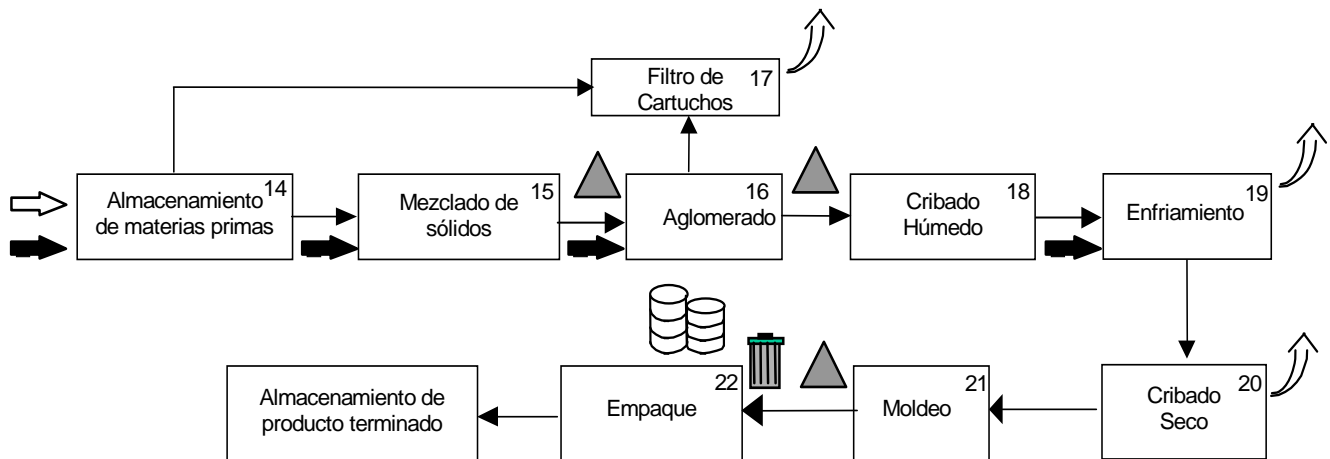 Filtro de 17
Cartuchos
Almacenamiento 14
de materias primas
Mezclado de 15
sólidos
16
Aglomerado
Cribado 18
Húmedo
19
Enfriamiento
Cribado 20
Seco
21
Moldeo
22
Empaque
Almacenamiento de
producto terminado